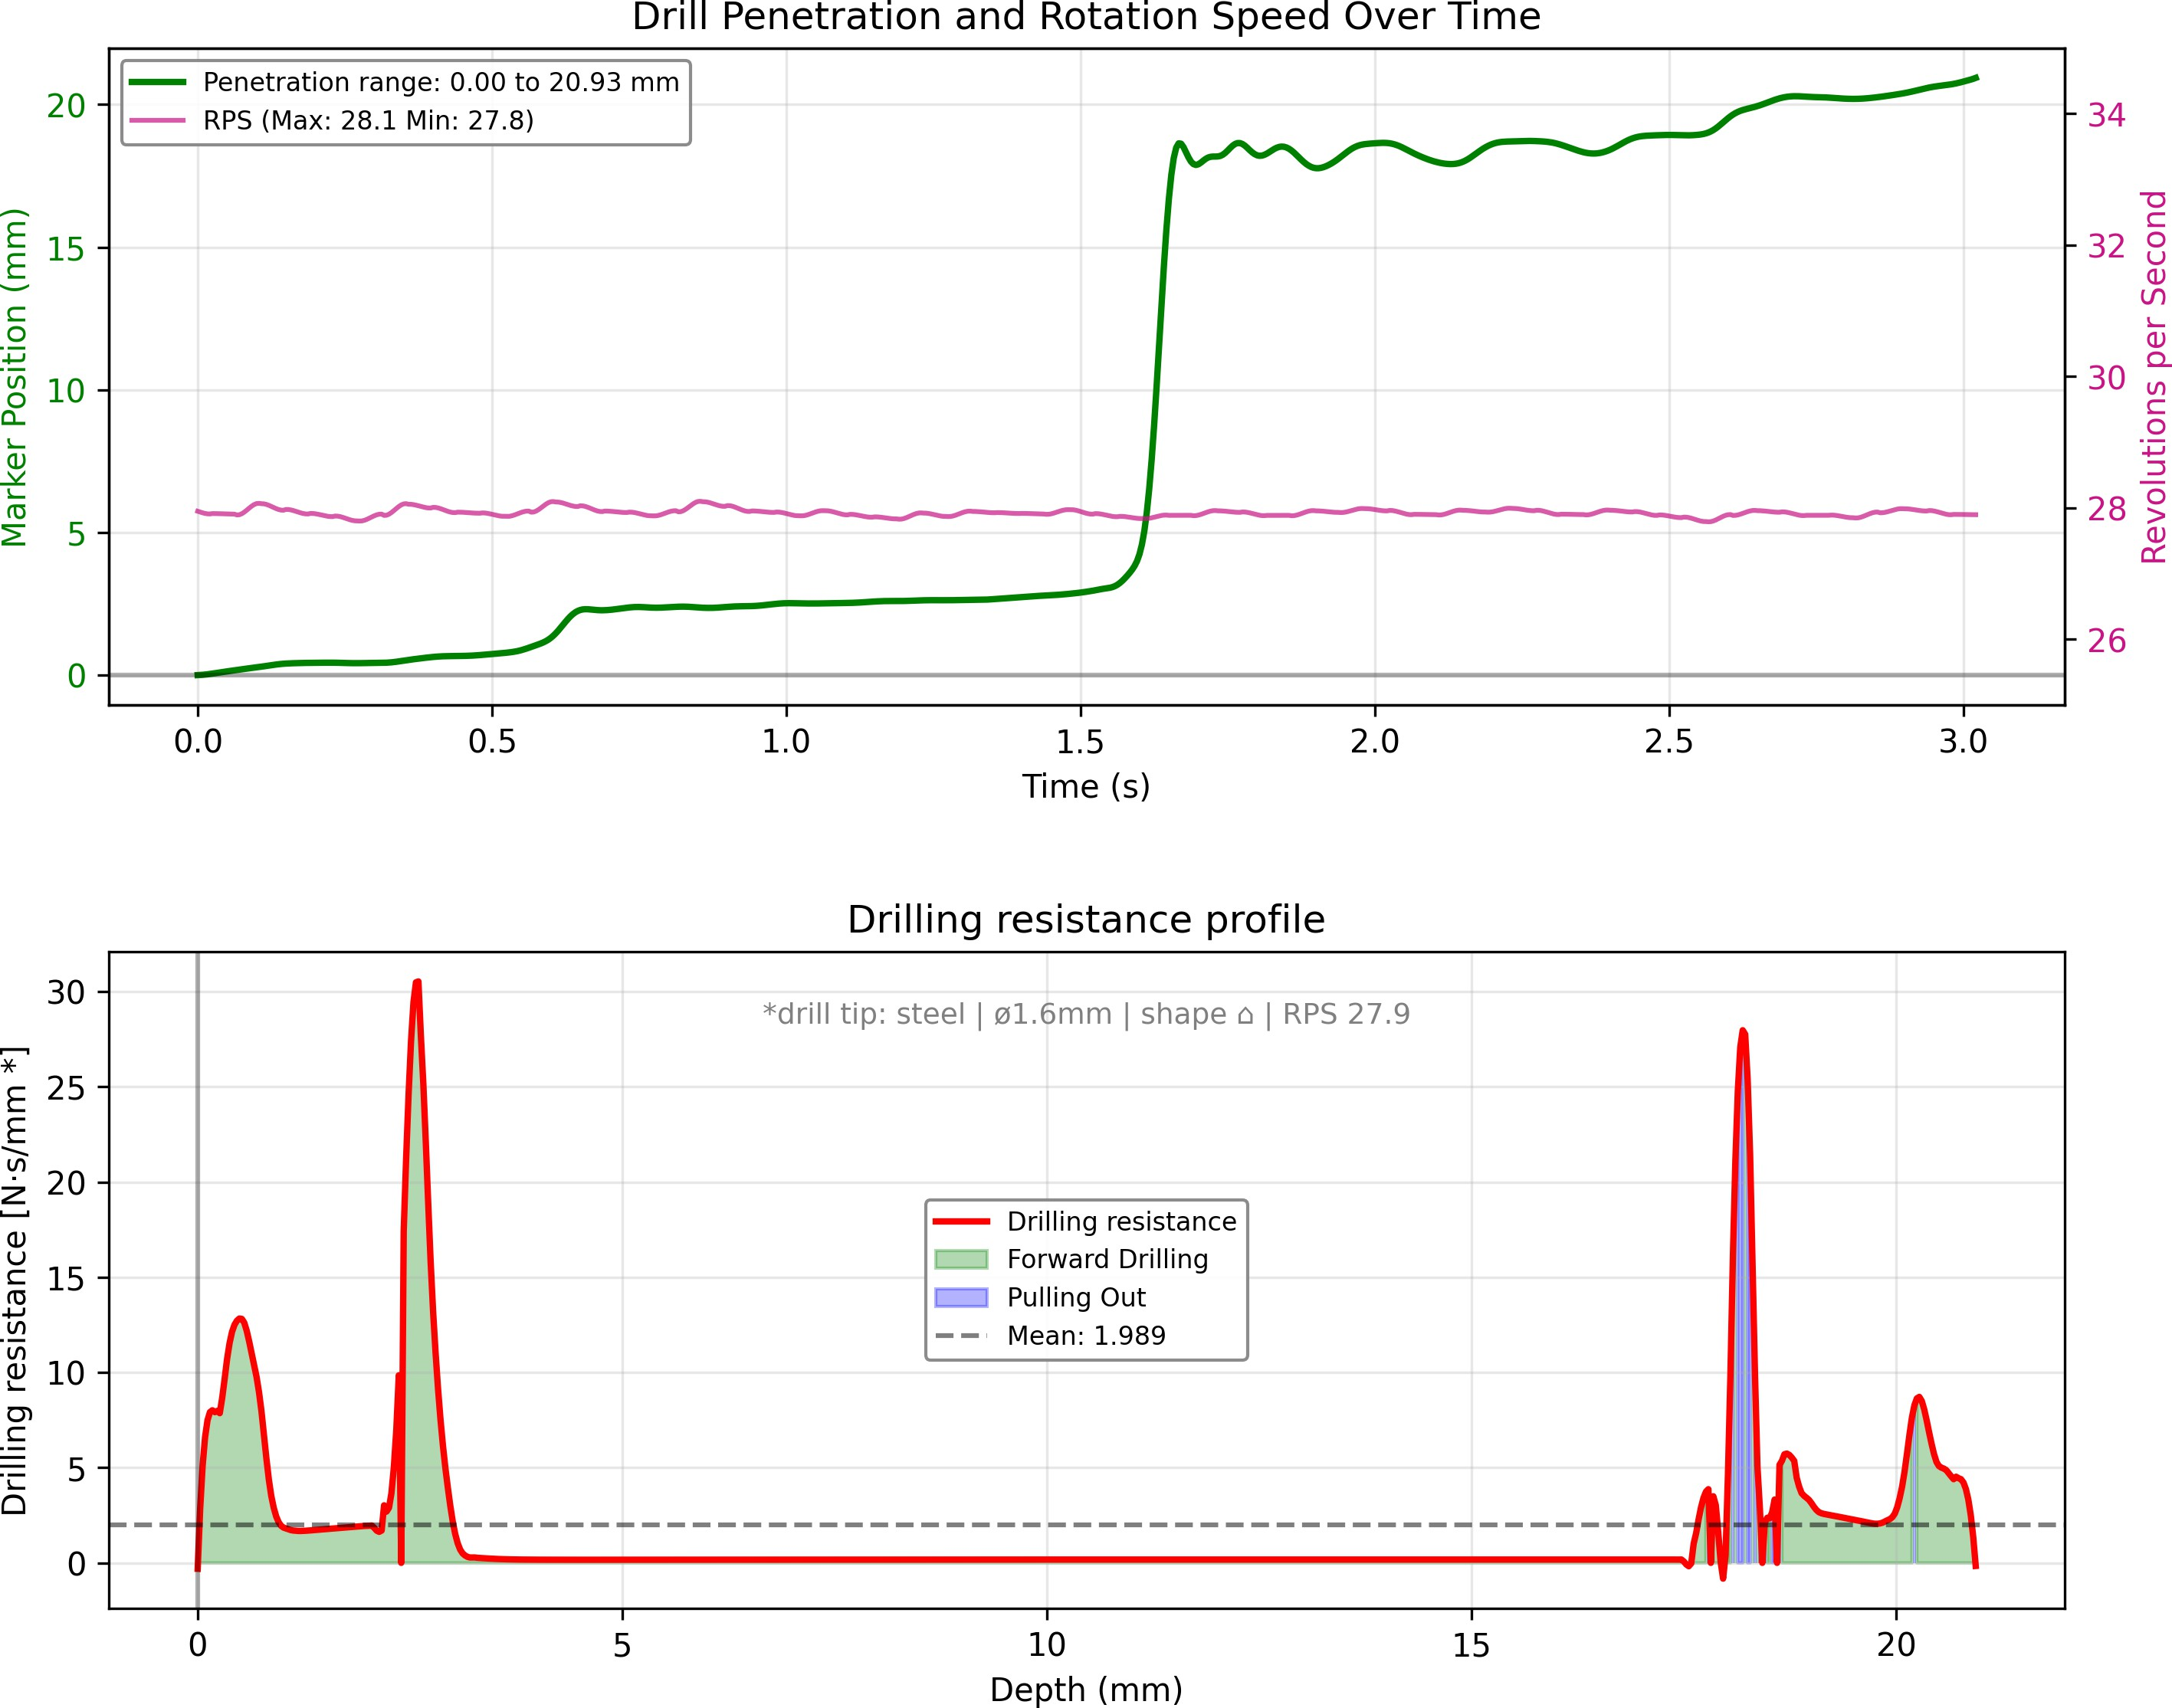 Drill Penetration and Rotation Speed Over Time
Penetration range: 0.00 to 20.93 mm
RPS (Max: 28.1 Min: 27.8)
Marker Position (mm)
20
15
10
5
0
Revolutions per Second
34
32
30
28
26
0.0 0.5 1.0 1.5 2.0 2.5 3.0
Time (s)
Drilling resistance profile
*drill tip: steel | ø1.6mm | shape ⌂ | RPS 27.9
Drilling resistance [N·s/mm *]
30
25
20
15
10
5
0
Drilling resistance
Forward Drilling
Pulling Out
Mean: 1.989
0 5 10 15 20
Depth (mm)